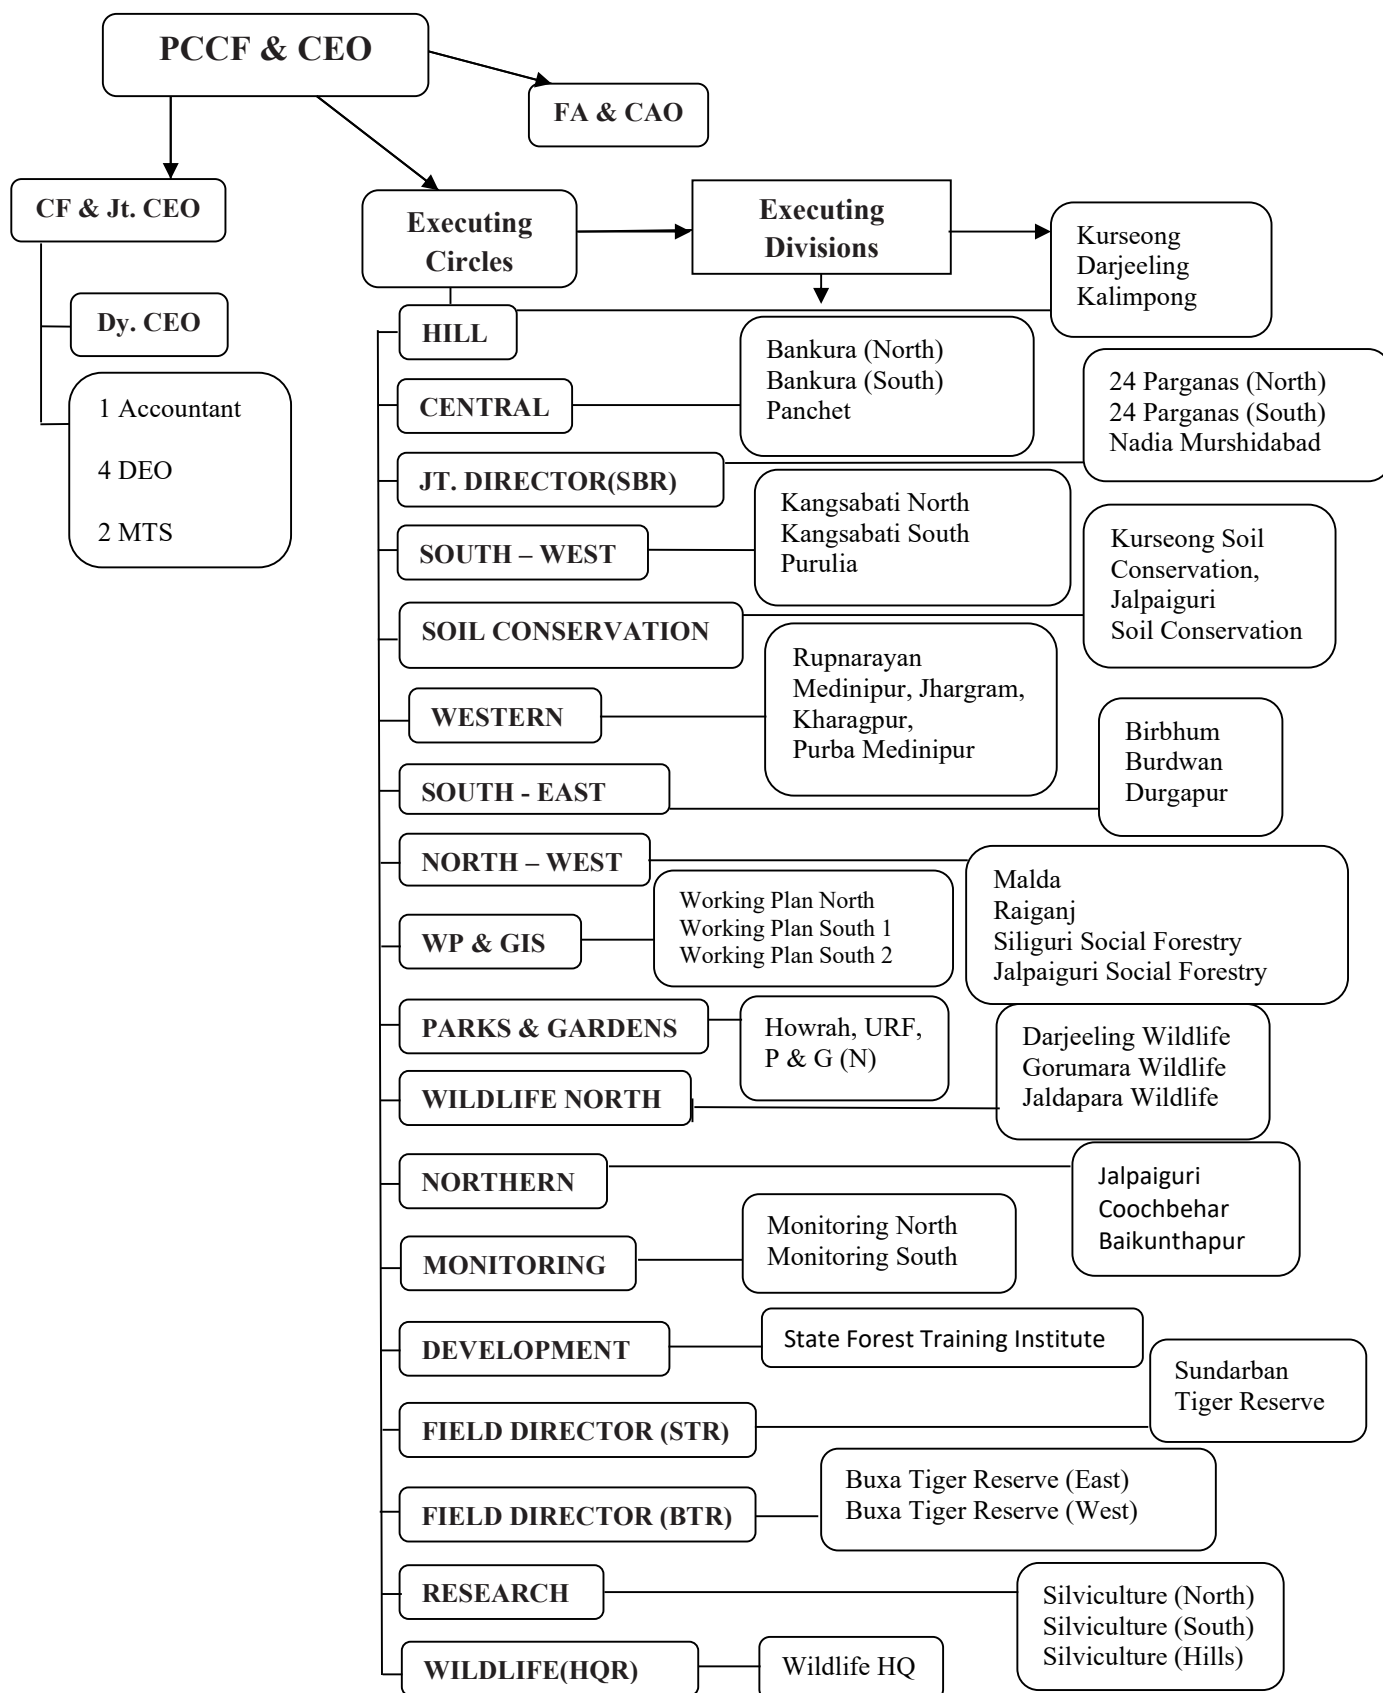 PCCF & CEO
FA & CAO
CF & Jt. CEO
Dy. CEO
1 Accountant
4 DEO
2 MTS
Executing
Circles
Executing
Divisions
Kurseong
Darjeeling
Kalimpong
HILL
CENTRAL
Bankura (North)
Bankura (South)
Panchet
JT. DIRECTOR(SBR)
24 Parganas (North)
24 Parganas (South)
Nadia Murshidabad
SOUTH – WEST
Kangsabati North
Kangsabati South
Purulia
SOIL CONSERVATION
Kurseong Soil
Conservation,
Jalpaiguri
Soil Conservation
WESTERN
Rupnarayan
Medinipur, Jhargram,
Kharagpur,
Purba Medinipur
SOUTH - EAST
Birbhum
Burdwan
Durgapur
NORTH – WEST
Malda
Raiganj
Siliguri Social Forestry
Jalpaiguri Social Forestry
WP & GIS
Working Plan North
Working Plan South 1
Working Plan South 2
PARKS & GARDENS
Howrah, URF,
P & G (N)
WILDLIFE NORTH
Darjeeling Wildlife
Gorumara Wildlife
Jaldapara Wildlife
NORTHERN
Jalpaiguri
Coochbehar
Baikunthapur
MONITORING
Monitoring North
Monitoring South
DEVELOPMENT
State Forest Training Institute
FIELD DIRECTOR (STR)
Sundarban
Tiger Reserve
FIELD DIRECTOR (BTR)
Buxa Tiger Reserve (East)
Buxa Tiger Reserve (West)
RESEARCH
Silviculture (North)
Silviculture (South)
Silviculture (Hills)
WILDLIFE(HQR)
Wildlife HQ